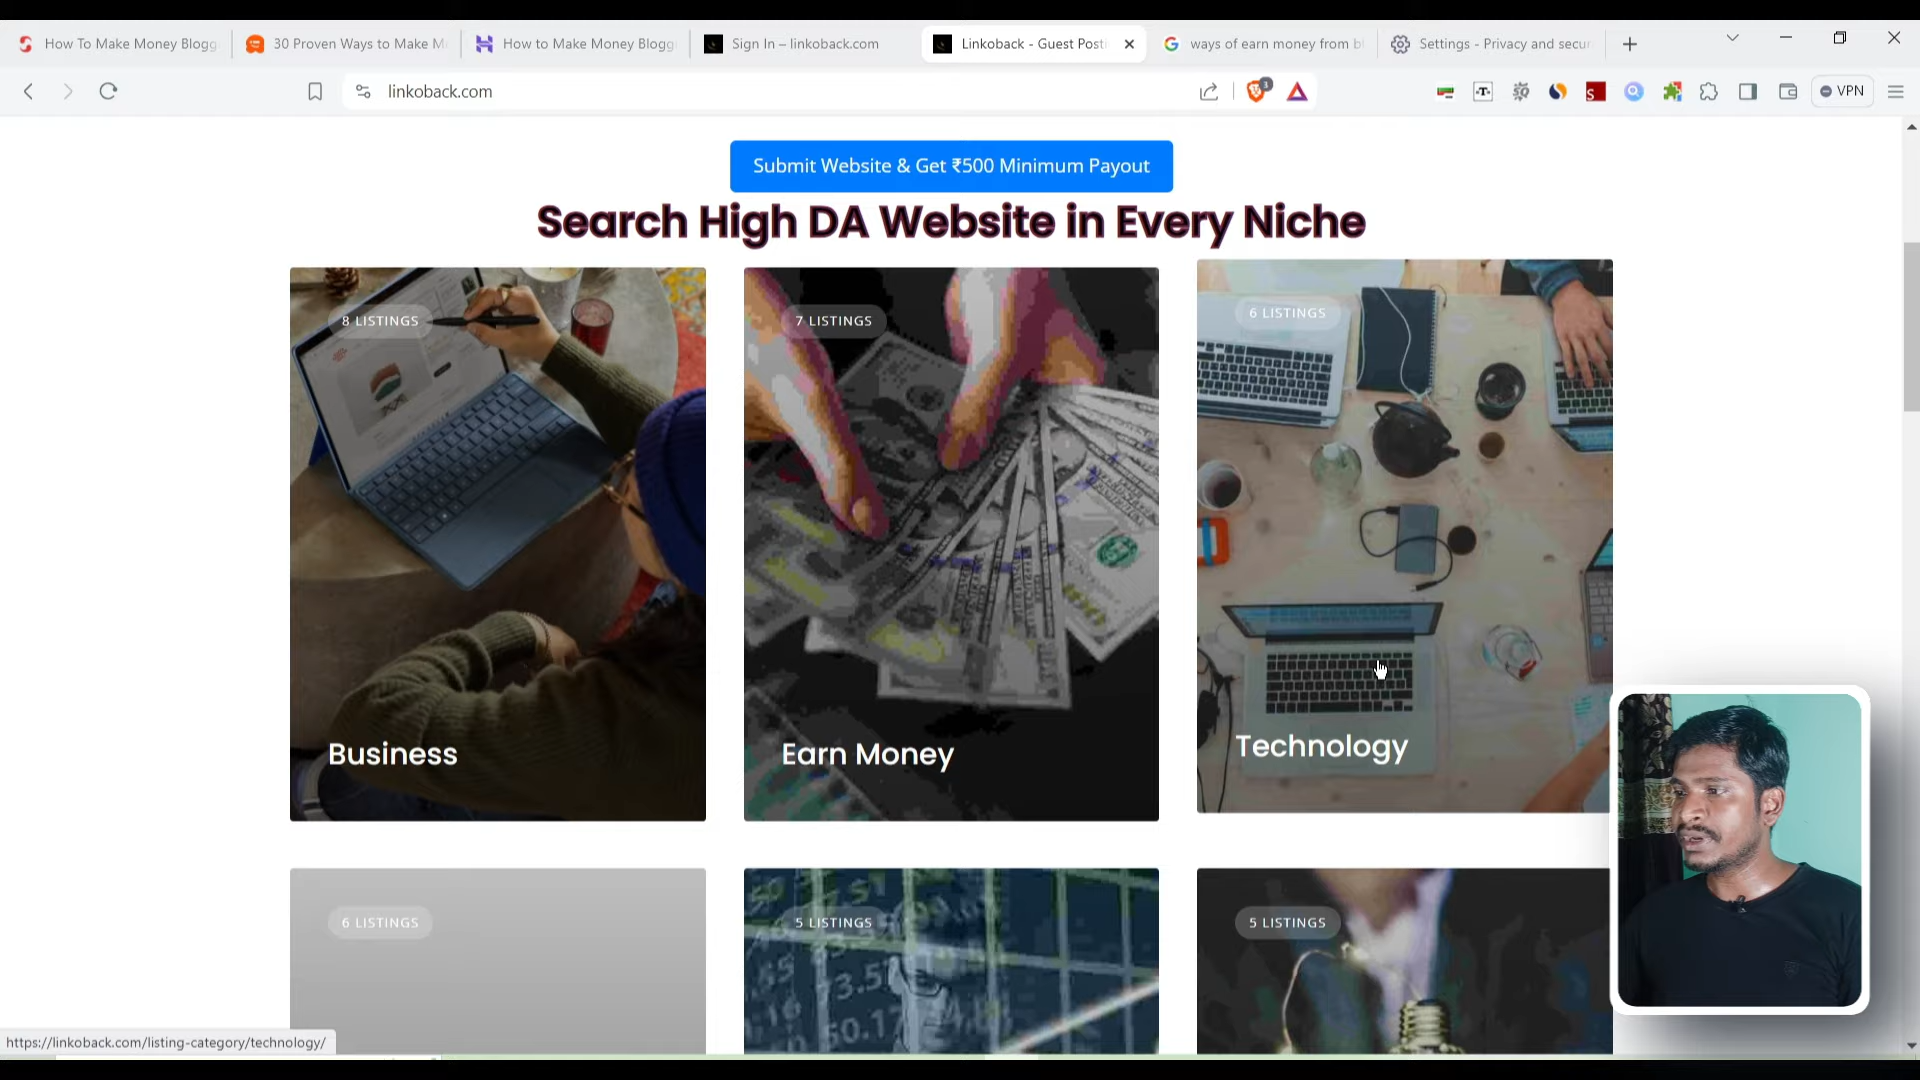 How To Make Money Blogg
30 Proven Ways to Make M
How to Make Money Blogg
Sign In – linkoback.com
Linkoback - Guest Posti
ways of earn money from bl
Settings - Privacy and secur
linkoback.com
VPN
Submit Website & Get ₹500 Minimum Payout
Search High DA Website in Every Niche
8 LISTINGS
7 LISTINGS
6 LISTINGS
Business
Earn Money
Technology
6 LISTINGS
5 LISTINGS
5 LISTINGS
https://linkoback.com/listing-category/technology/